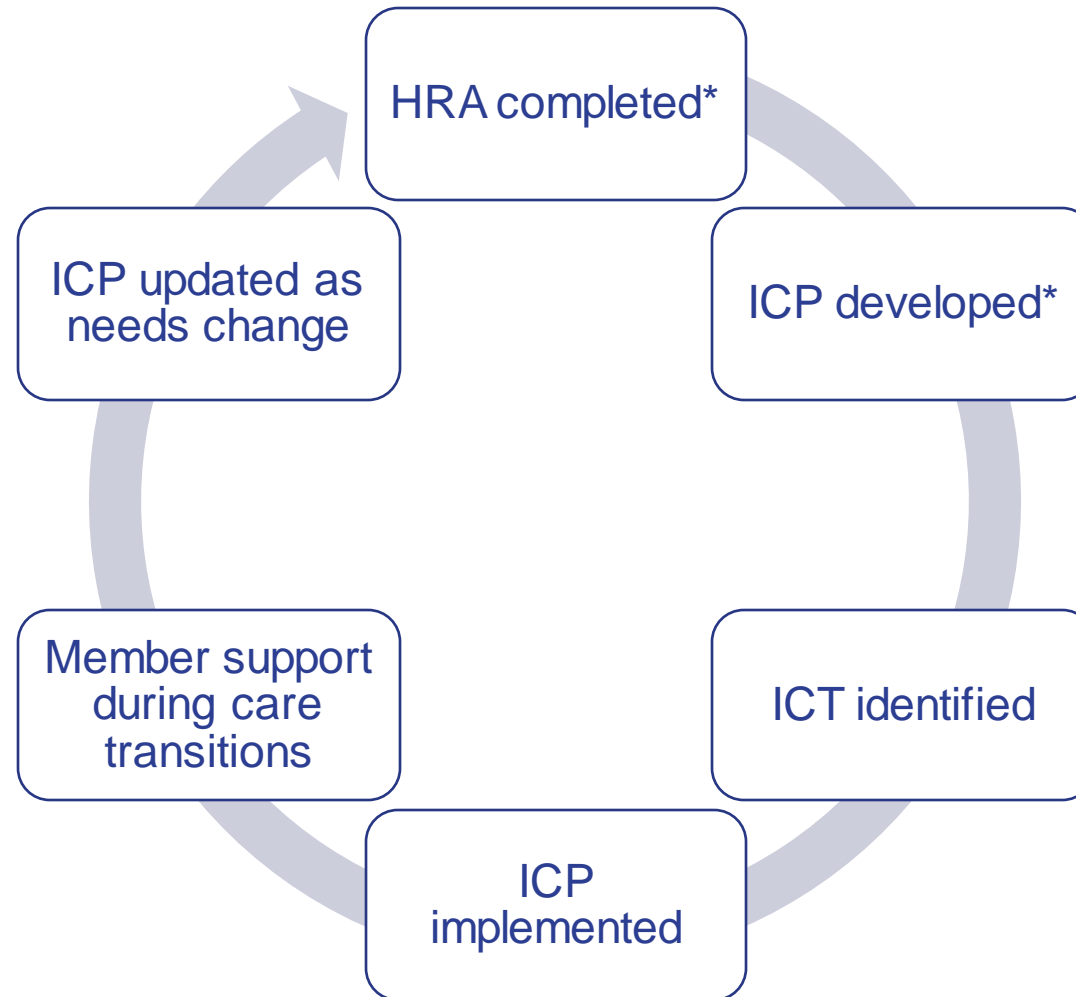 HRA completed*
ICP developed*
ICT identified
ICP
implemented
Member support
during care
transitions
ICP updated as
needs change